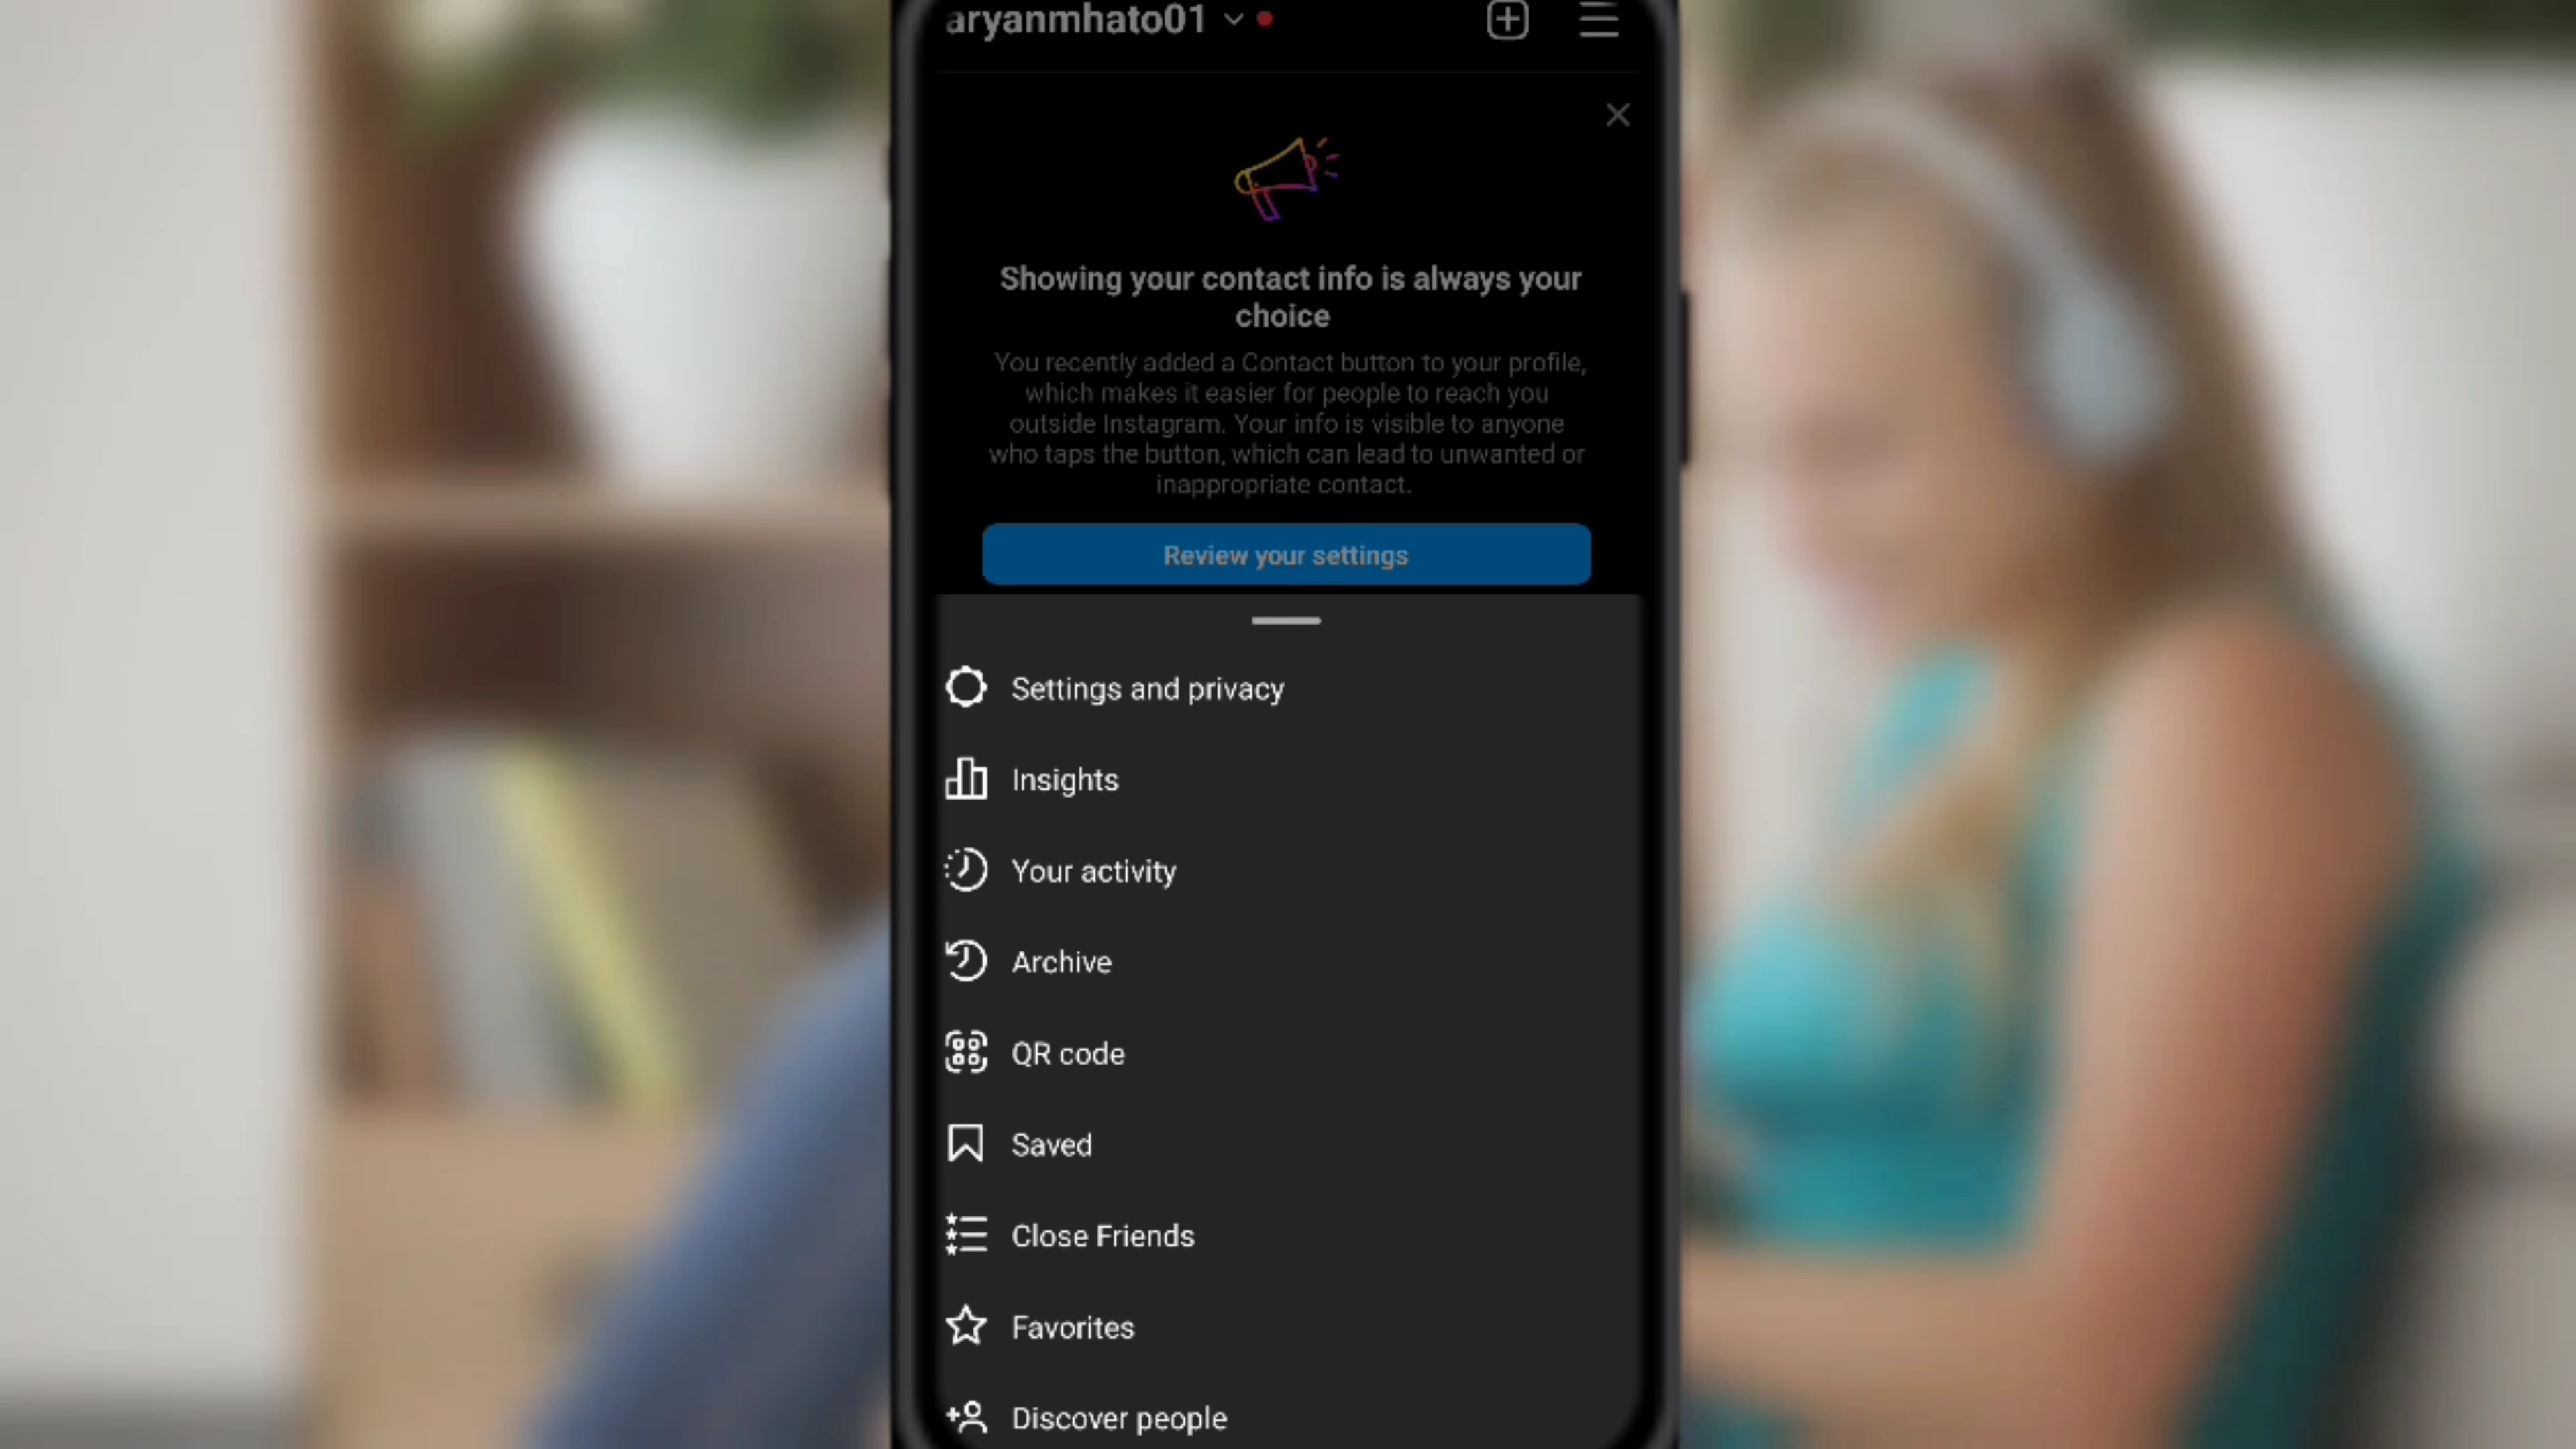 aryanmhato01
Showing your contact info is always your
choice
You recently added a Contact button to your profile,
which makes it easier for people to reach you
outside Instagram. Your info is visible to anyone
who taps the button, which can lead to unwanted or
inappropriate contact.
Review your settings
Settings and privacy
Insights
Your activity
Archive
QR code
Saved
Close Friends
Favorites
Discover people